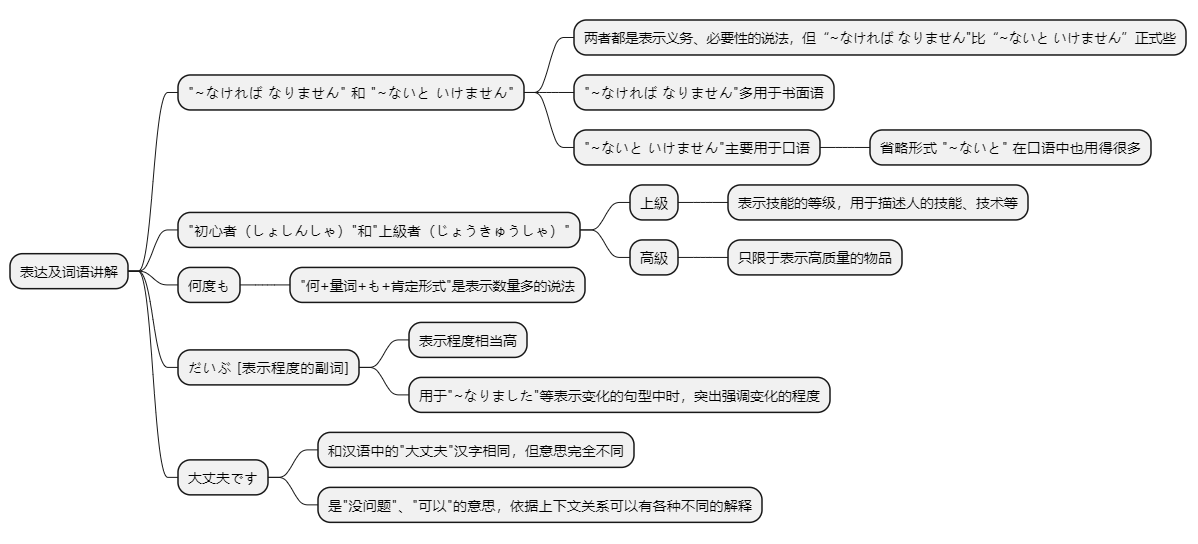 表达及词语讲解
"~なければ なりません" 和 "~ないと いけません"
两者都是表示义务、必要性的说法，但“~なければ なりません"比“~ないと いけません”正式些
"~なければ なりません"多用于书面语
"~ないと いけません"主要用于口语
省略形式 "~ないと" 在口语中也用得很多
"初心者（しょしんしゃ）"和"上級者（じょうきゅうしゃ）"
上級
表示技能的等级，用于描述人的技能、技术等
高級
只限于表示高质量的物品
何度も
"何+量词+も+肯定形式"是表示数量多的说法
だいぶ [表示程度的副词]
表示程度相当高
用于"~なりました"等表示变化的句型中时，突出强调变化的程度
大丈夫です
和汉语中的"大丈夫"汉字相同，但意思完全不同
是"没问题"、"可以"的意思，依据上下文关系可以有各种不同的解释